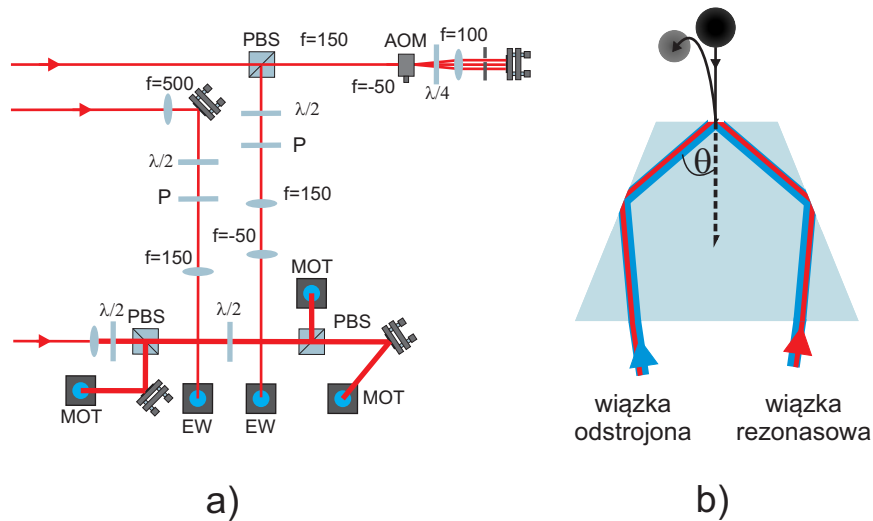 PBS
f=150
AOM
f=100
f=-50
λ/4
f=500
λ/2
λ/2
P
P
f=150
f=-50
f=150
MOT
λ/2
PBS
λ/2
PBS
MOT
EW
EW
MOT
a)
θ
wiązka
odstrojona
wiązka
rezonasowa
b)